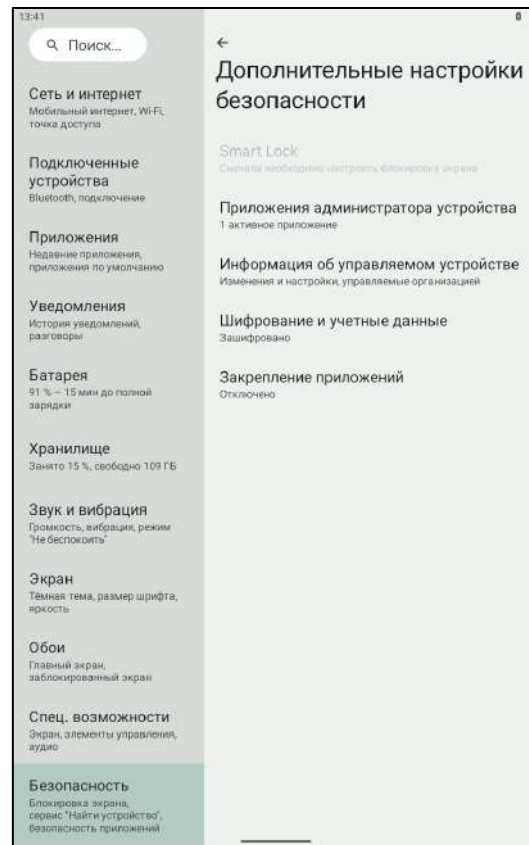 13:41
Поиск...
Сеть и интернет
Мобильный интернет, Wi-Fi,
точка доступа
Подключенные
устройства
Bluetooth, подключение
Приложения
Недавние приложения,
приложения по умолчанию
Уведомления
История уведомлений,
разговоры
Батарея
91 % – 15 мин до полной
зарядки
Хранилище
Занято 15 %, свободно 109 ГБ
Звук и вибрация
Громкость, вибрация, режим
"Не беспокоить"
Экран
Тёмная тема, размер шрифта,
яркость
Обои
Главный экран,
заблокированный экран
Спец. возможности
Экран, элементы управления,
аудио
Безопасность
Блокировка экрана,
сервис "Найти устройство",
безопасность приложений
Дополнительные настройки
безопасности
Smart Lock
Сначала необходимо настроить блокировку экрана
Приложения администратора устройства
1 активное приложение
Информация об управляемом устройстве
Изменения и настройки, управляемые организацией
Шифрование и учетные данные
Зашифровано
Закрепление приложений
Отключено